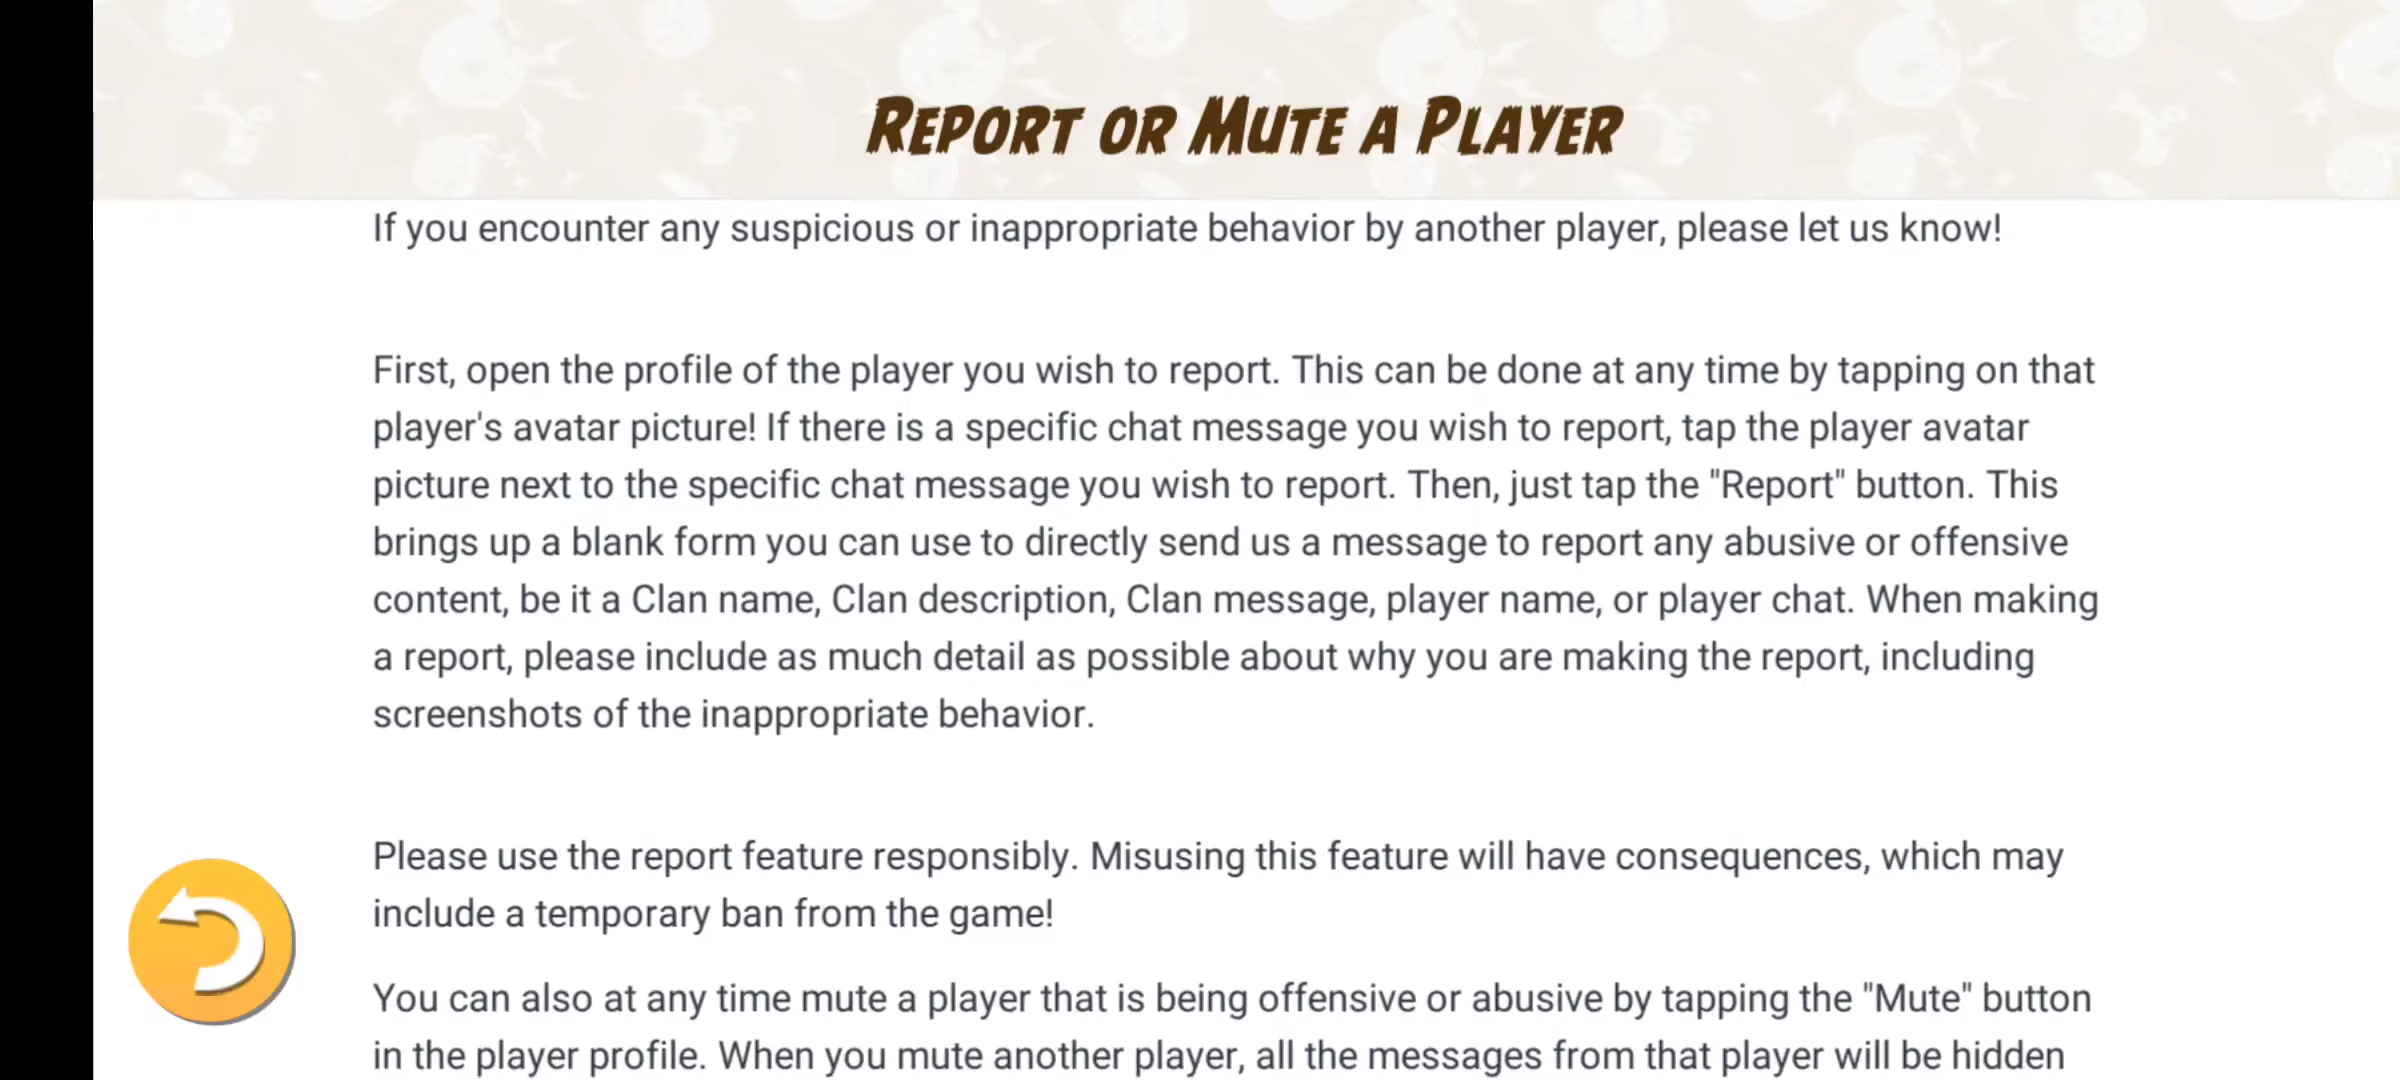 REPORT OR MUTE A PLAYER
If you encounter any suspicious or inappropriate behavior by another player, please let us know!
First, open the profile of the player you wish to report. This can be done at any time by tapping on that
player's avatar picture! If there is a specific chat message you wish to report, tap the player avatar
picture next to the specific chat message you wish to report. Then, just tap the "Report" button. This
brings up a blank form you can use to directly send us a message to report any abusive or offensive
content, be it a Clan name, Clan description, Clan message, player name, or player chat. When making
a report, please include as much detail as possible about why you are making the report, including
screenshots of the inappropriate behavior.
Please use the report feature responsibly. Misusing this feature will have consequences, which may
include a temporary ban from the game!
You can also at any time mute a player that is being offensive or abusive by tapping the "Mute" button
in the player profile. When you mute another player, all the messages from that player will be hidden